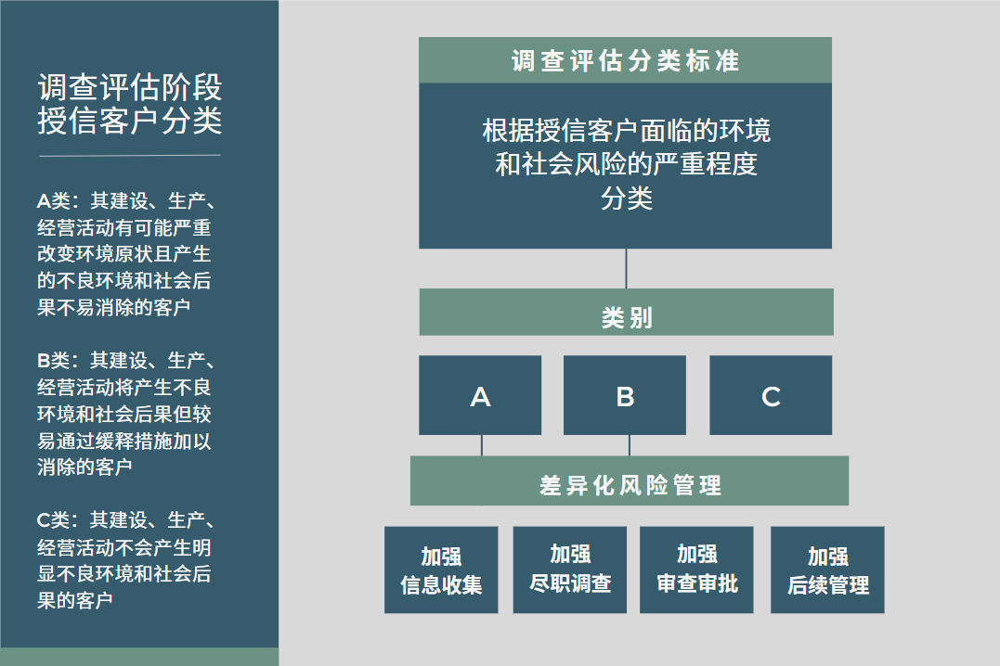 调查评估阶段
授信客户分类
A类：其建设、生产、
经营活动有可能严重
改变环境原状且产生
的不良环境和社会后
果不易消除的客户
B类：其建设、生产、
经营活动将产生不良
环境和社会后果但较
易通过缓释措施加以
消除的客户
C类：其建设、生产、
经营活动不会产生明
显不良环境和社会后
果的客户
调查评估分类标准
根据授信客户面临的环境
和社会风险的严重程度
分类
类别
A
B
C
差异化风险管理
加强
信息收集
加强
尽职调查
加强
审查审批
加强
后续管理